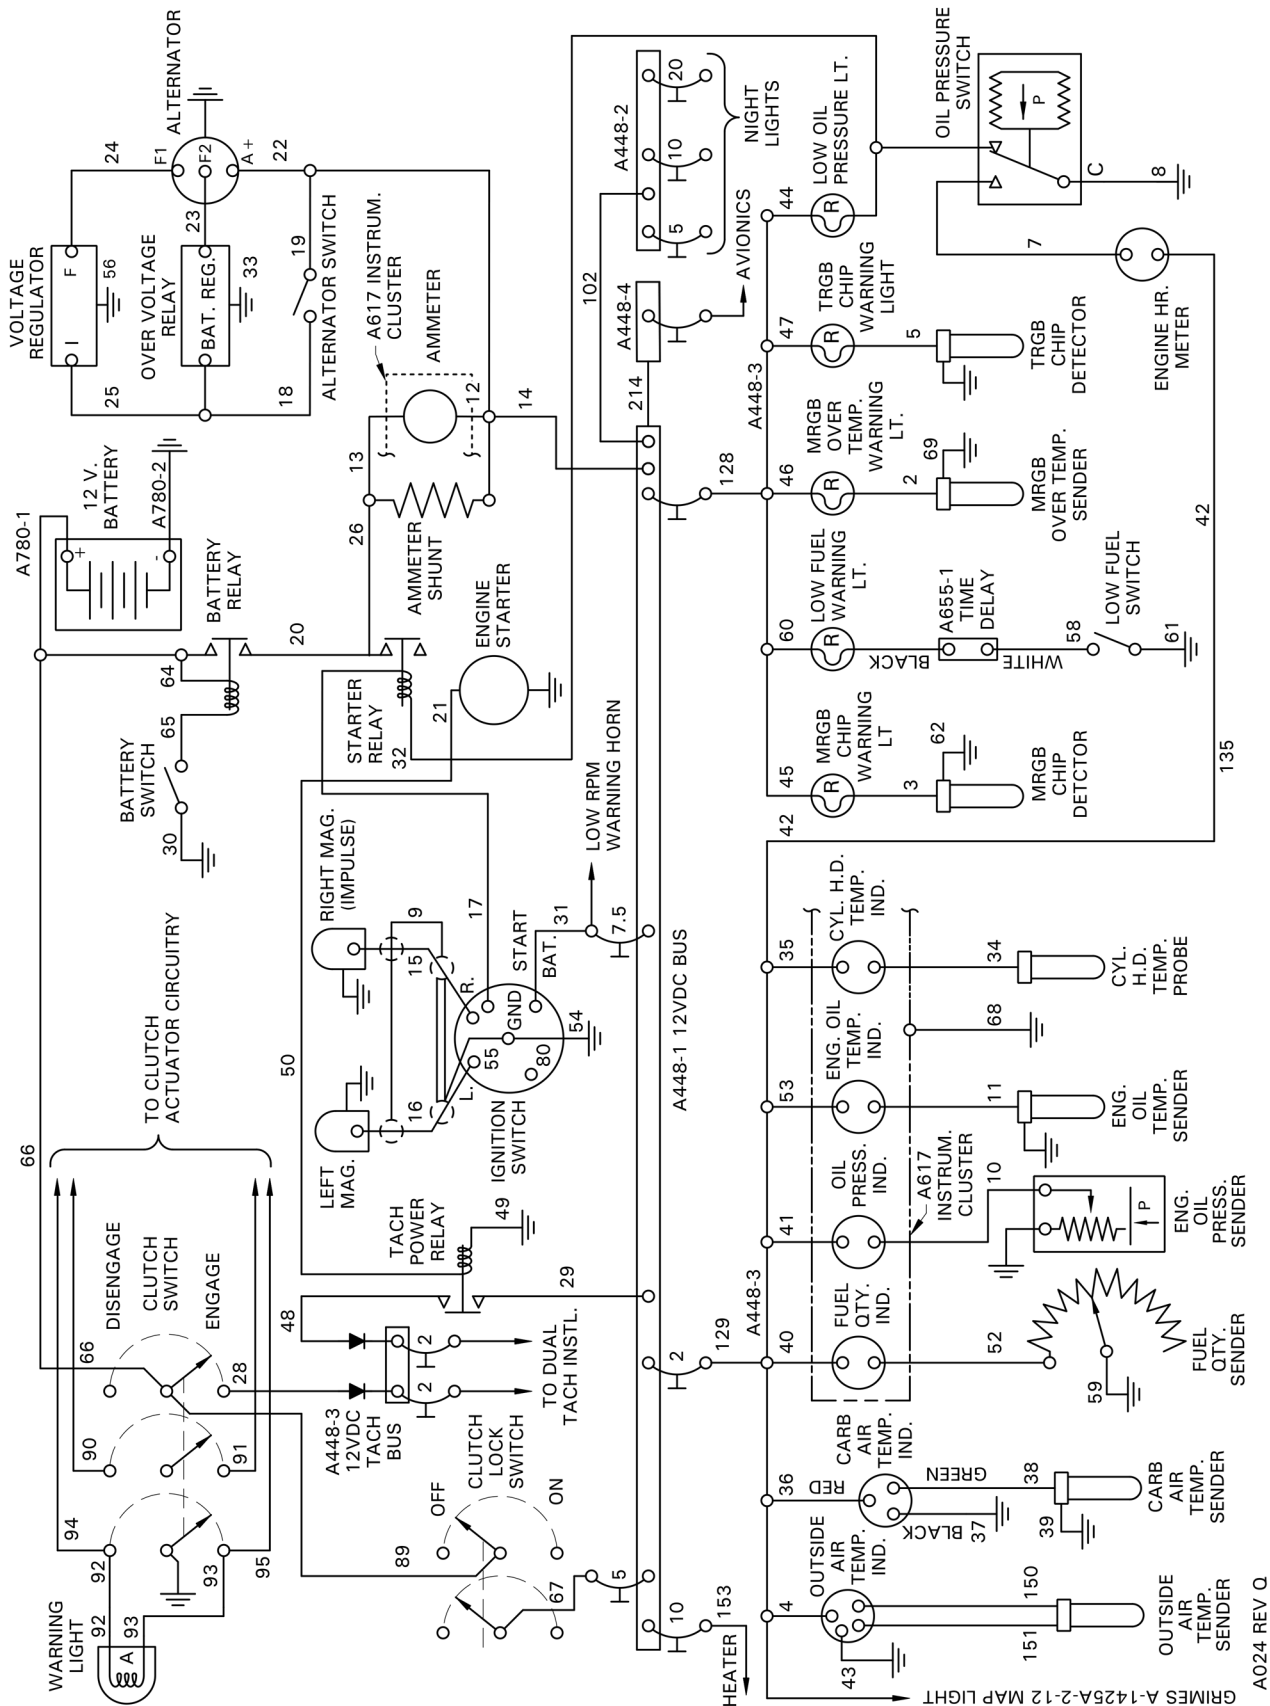 WARNING
LIGHT
92
93
A
92
93
94
95
90
91
66
28
DISENGAGE
CLUTCH
SWITCH
ENGAGE
66
TO CLUTCH
ACTUATOR CIRCUITRY
BATTERY
SWITCH
30
65
64
BATTERY
RELAY
20
A780-1
12 V.
BATTERY
A780-2
+
-
VOLTAGE
REGULATOR
I
F
56
25
24
OVER VOLTAGE
RELAY
BAT. REG.
33
23
ALTERNATOR
F1
F2
A+
22
18
19
ALTERNATOR SWITCH
A617 INSTRUM.
CLUSTER
AMMETER
12
13
14
26
AMMETER
SHUNT
ENGINE
STARTER
21
STARTER
RELAY
32
50
RIGHT MAG.
(IMPULSE)
LEFT
MAG.
9
15
16
17
R.
L.
55
GND
80
54
START
BAT.
31
IGNITION
SWITCH
LOW RPM
WARNING HORN
7.5
TACH
POWER
RELAY
49
48
29
A448-3
12VDC
TACH
BUS
2
2
TO DUAL
TACH INSTL.
CLUTCH
LOCK
SWITCH
OFF
ON
89
67
5
10
153
HEATER
2
129
A448-1 12VDC BUS
128
214
102
A448-4
AVIONICS
A448-2
5
10
20
NIGHT
LIGHTS
A448-3
4
OUTSIDE
AIR
TEMP.
IND.
43
151
150
OUTSIDE
AIR
TEMP.
SENDER
36
RED
CARB
AIR
TEMP.
IND.
BLACK
GREEN
37
38
39
CARB
AIR
TEMP.
SENDER
40
FUEL
QTY.
IND.
52
59
FUEL
QTY.
SENDER
41
OIL
PRESS.
IND.
A617
INSTRUM.
CLUSTER
10
P
ENG.
OIL
PRESS.
SENDER
53
ENG. OIL
TEMP.
IND.
11
ENG.
OIL
TEMP.
SENDER
68
35
CYL. H.D.
TEMP.
IND.
34
CYL.
H.D.
TEMP.
PROBE
42
A448-3
45
MRGB
CHIP
WARNING
LT
R
3
62
MRGB
CHIP
DETCTOR
60
LOW FUEL
WARNING
LT.
R
BLACK
A655-1
TIME
DELAY
WHITE
58
LOW FUEL
SWITCH
61
46
MRGB
OVER
TEMP.
WARNING
LT.
R
2
69
MRGB
OVER TEMP.
SENDER
47
TRGB
CHIP
WARNING
LIGHT
R
5
TRGB
CHIP
DETECTOR
44
LOW OIL
PRESSURE LT.
R
OIL PRESSURE
SWITCH
P
C
8
7
ENGINE HR.
METER
42
135
GRIMES A-1425A-2-12 MAP LIGHT
A024 REV Q